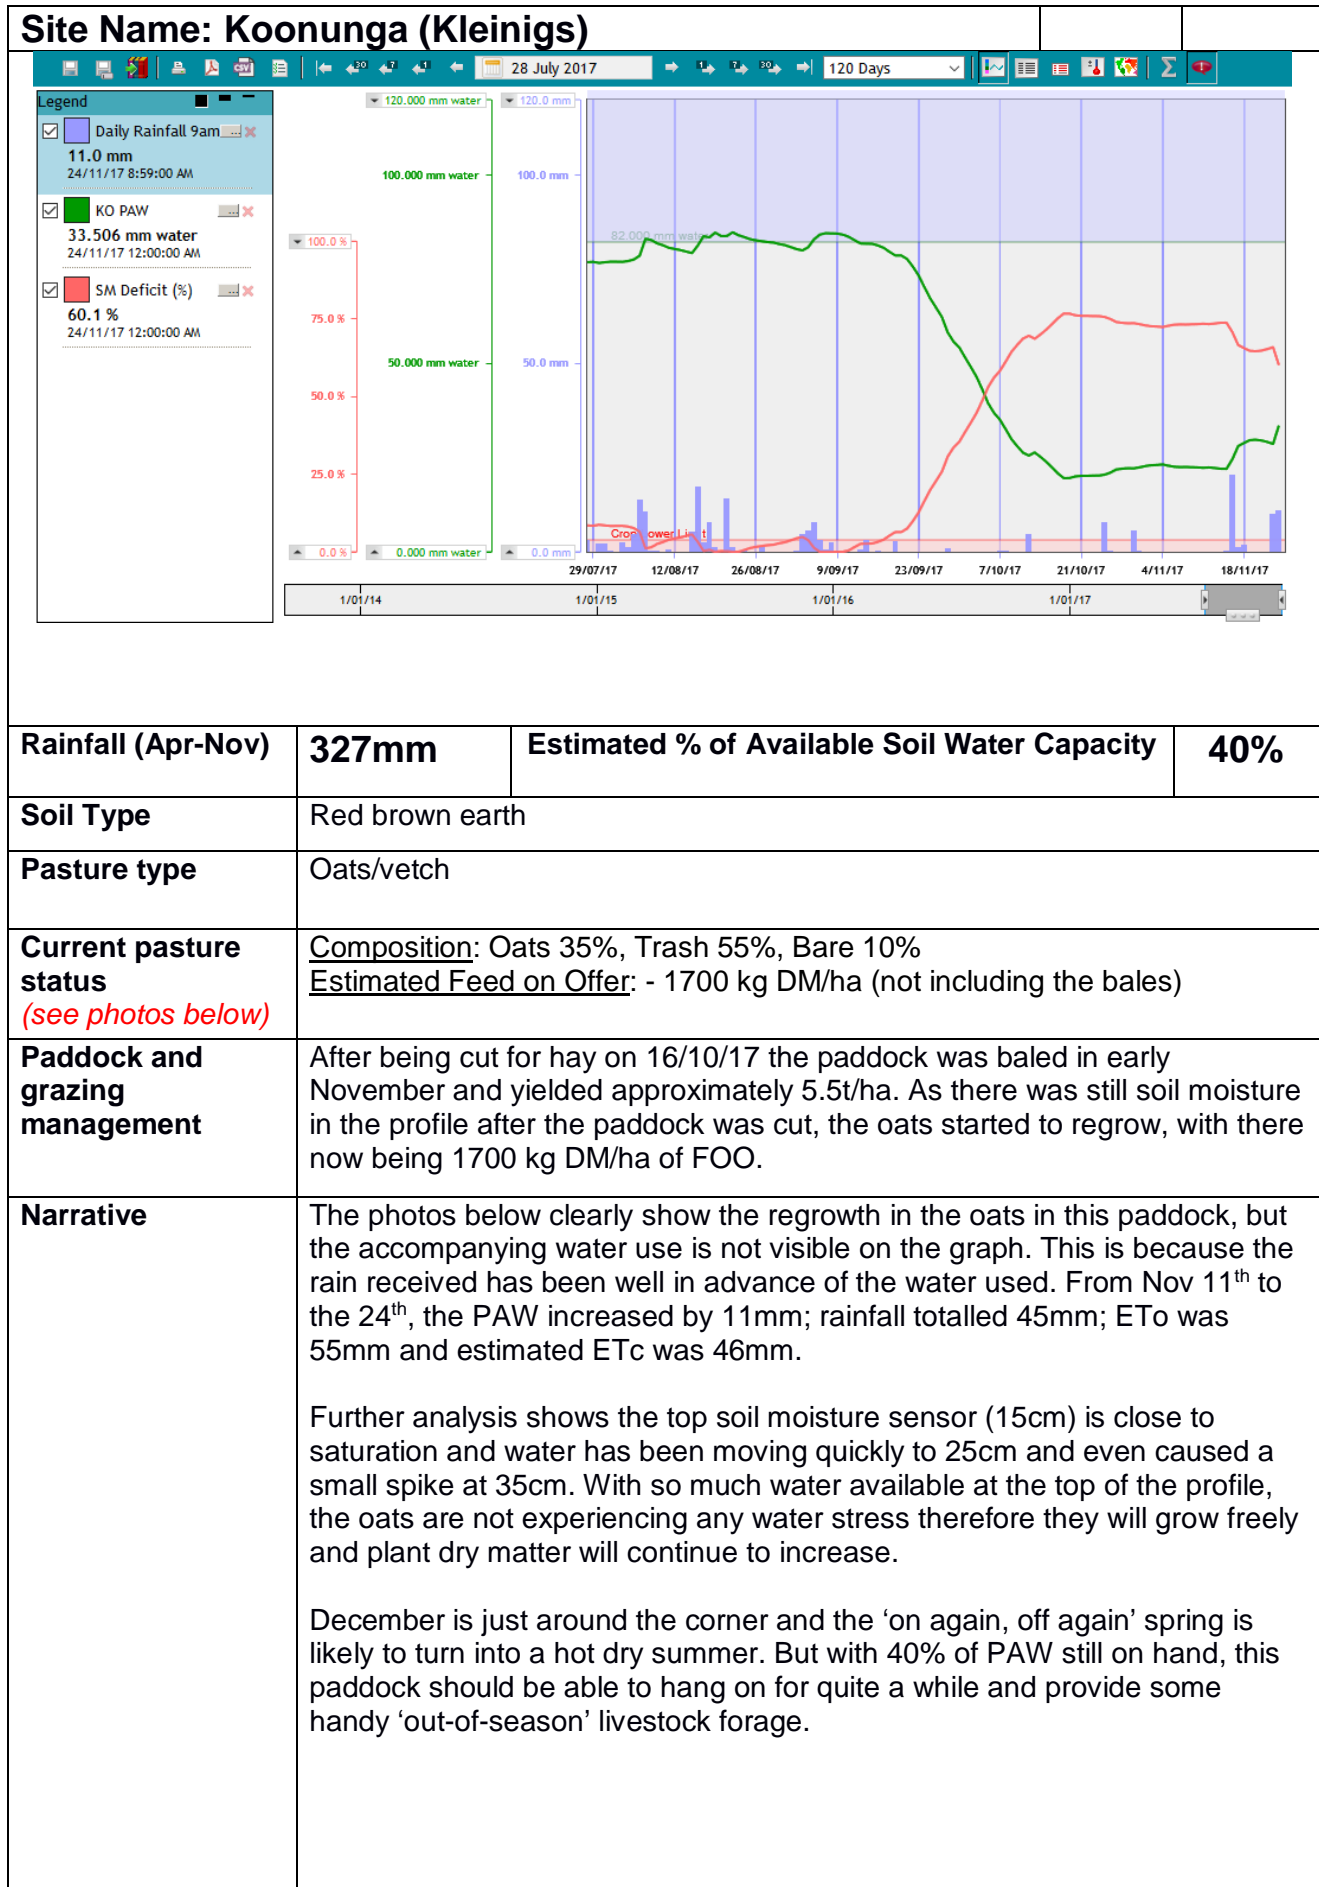 Site Name: Koonunga (Kleinigs)
30 7 1 28 July 2017 1 7 30 120 Days
Legend
Daily Rainfall 9am ...
11.0 mm
24/11/17 8:59:00 AM
KO PAW ...
33.506 mm water
24/11/17 12:00:00 AM
SM Deficit (%) ...
60.1 %
24/11/17 12:00:00 AM
120.000 mm water 120.0 mm
100.000 mm water 100.0 mm
82.000 mm water
100.0 %
75.0 %
50.000 mm water 50.0 mm
50.0 %
25.0 %
Crop Lower Limit
0.0 % 0.000 mm water 0.0 mm
29/07/17 12/08/17 26/08/17 9/09/17 23/09/17 7/10/17 21/10/17 4/11/17 18/11/17
1/01/14 1/01/15 1/01/16 1/01/17
Rainfall (Apr-Nov) 327mm Estimated % of Available Soil Water Capacity 40%
Soil Type Red brown earth
Pasture type Oats/vetch
Current pasture status
(see photos below)
Composition: Oats 35%, Trash 55%, Bare 10%
Estimated Feed on Offer: - 1700 kg DM/ha (not including the bales)
Paddock and
grazing
management
After being cut for hay on 16/10/17 the paddock was baled in early
November and yielded approximately 5.5t/ha. As there was still soil moisture
in the profile after the paddock was cut, the oats started to regrow, with there
now being 1700 kg DM/ha of FOO.
Narrative
The photos below clearly show the regrowth in the oats in this paddock, but
the accompanying water use is not visible on the graph. This is because the
rain received has been well in advance of the water used. From Nov 11th to
the 24th, the PAW increased by 11mm; rainfall totalled 45mm; ETo was
55mm and estimated ETc was 46mm.
Further analysis shows the top soil moisture sensor (15cm) is close to
saturation and water has been moving quickly to 25cm and even caused a
small spike at 35cm. With so much water available at the top of the profile,
the oats are not experiencing any water stress therefore they will grow freely
and plant dry matter will continue to increase.
December is just around the corner and the ‘on again, off again’ spring is
likely to turn into a hot dry summer. But with 40% of PAW still on hand, this
paddock should be able to hang on for quite a while and provide some
handy ‘out-of-season’ livestock forage.